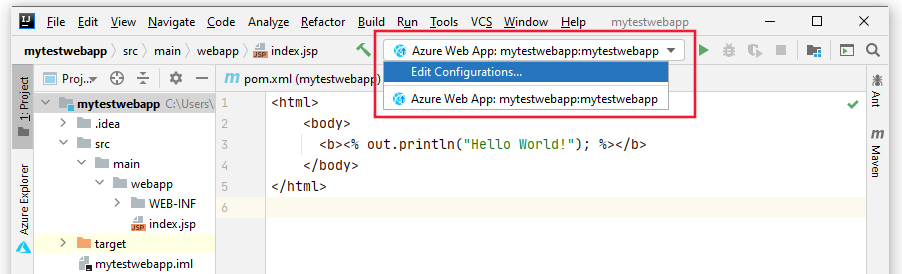 File Edit View Navigate Code Analyze Refactor Build Run Tools VCS Window Help mytestwebapp
mytestwebapp src main webapp index.jsp Azure Web App: mytestwebapp:mytestwebapp
Edit Configurations...
Azure Web App: mytestwebapp:mytestwebapp
Proj.. pom.xml (mytestwebapp)
1: Project
Azure Explorer
mytestwebapp C:\Users\
.idea
src
main
webapp
WEB-INF
index.jsp
target
mytestwebapp.iml
1 <html>
2 <body>
3 <b><% out.println("Hello World!"); %></b>
4 </body>
5 </html>
6
Ant
Maven